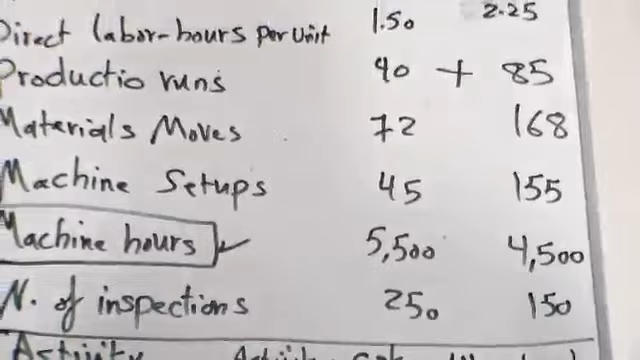 Direct labor-hours per Unit 1.50 2.25
Productio runs 40 + 85
Materials Moves 72 168
Machine Setups 45 155
Machine hours 5,500 4,500
N. of inspections 250 150
Activity